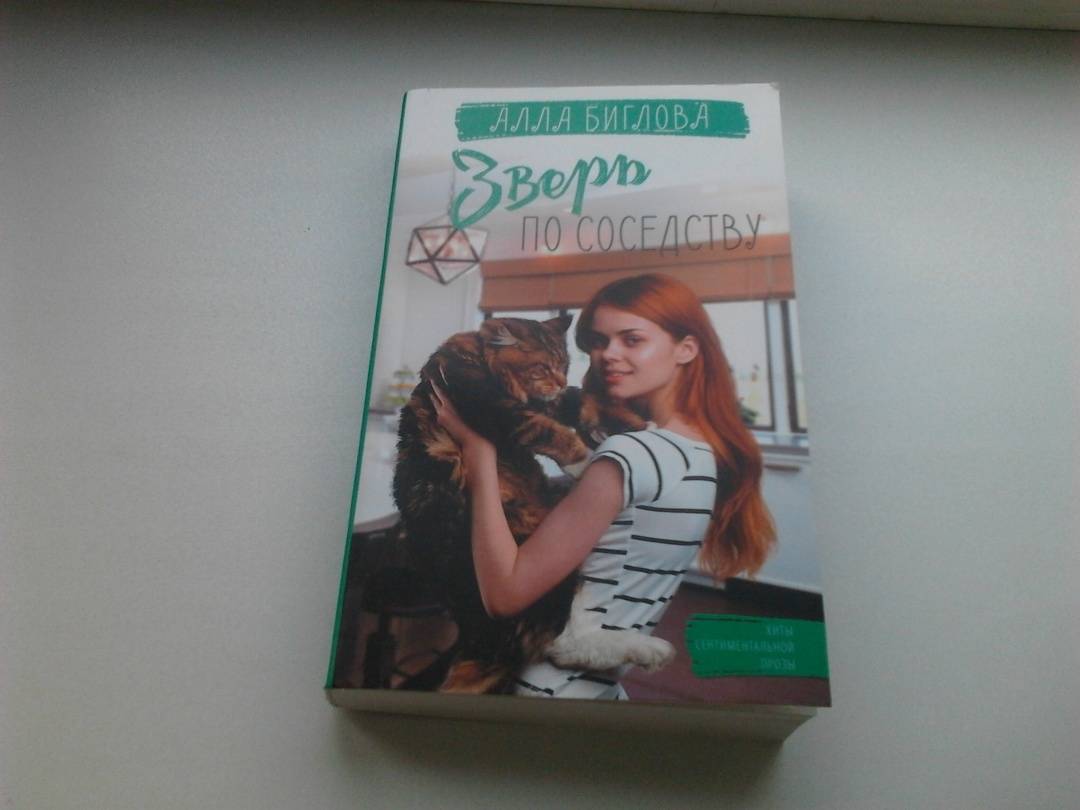 АЛЛА БИГЛОВА
Зверь
ПО СОСЕДСТВУ
ХИТЫ
СЕНТИМЕНТАЛЬНОЙ
ПРОЗЫ